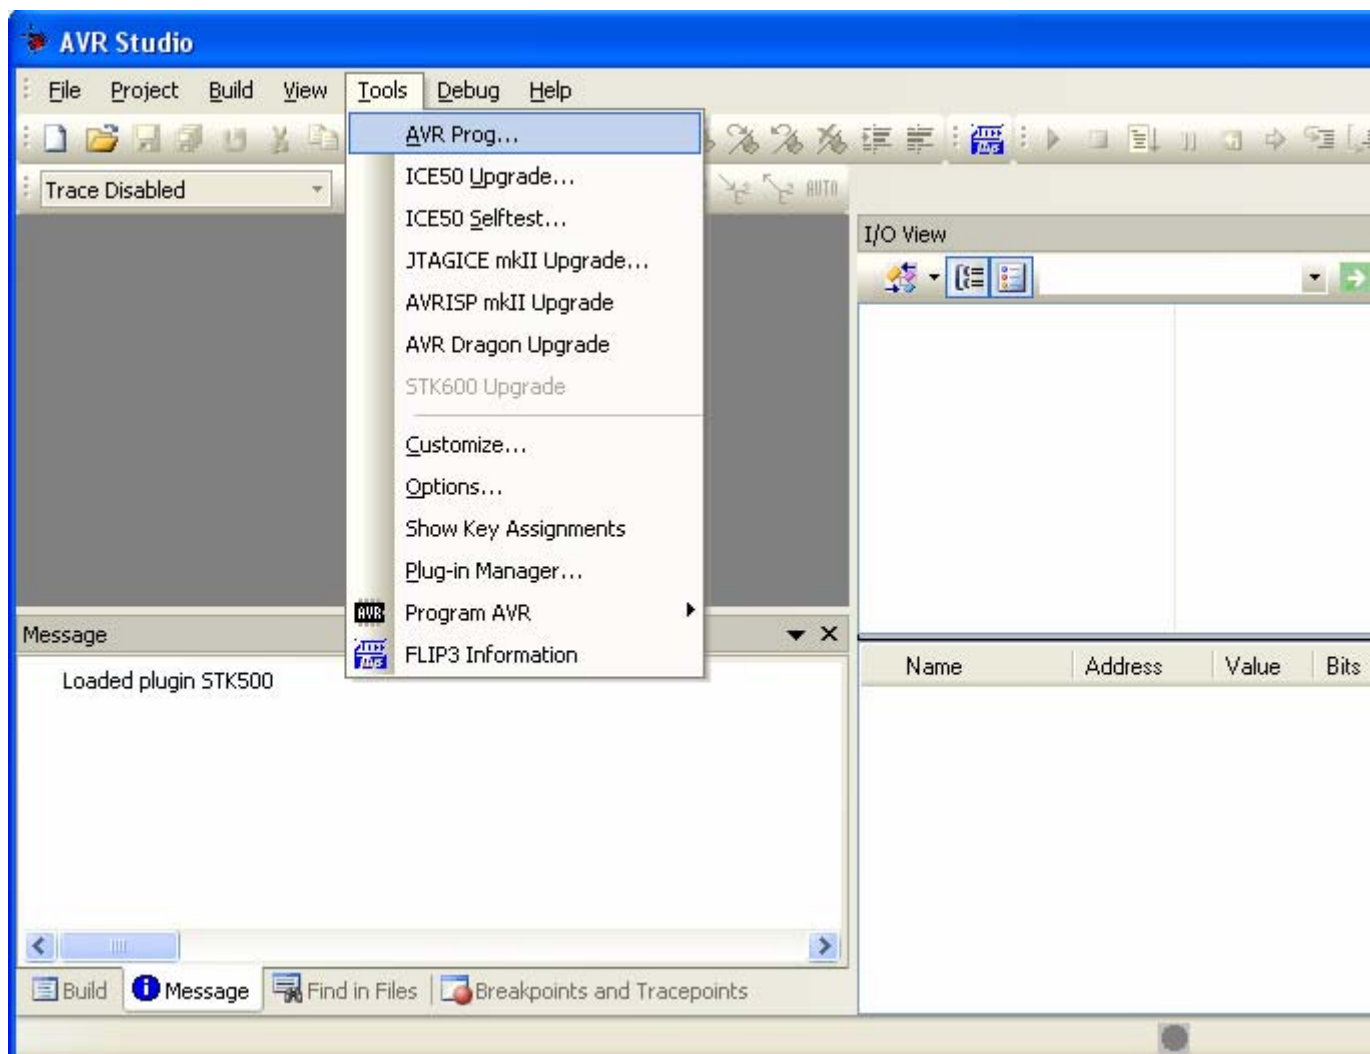 AVR Studio
File Project Build View Tools Debug Help
AVR Prog...
Trace Disabled
AUTO
ICE50 Upgrade...
ICE50 Selftest...
I/O View
JTAGICE mkII Upgrade...
AVRISP mkII Upgrade
AVR Dragon Upgrade
STK600 Upgrade
Customize...
Options...
Show Key Assignments
Plug-in Manager...
AVR Program AVR
FLIP3 Information
Message
Loaded plugin STK500
Name Address Value Bits
Build Message Find in Files Breakpoints and Tracepoints